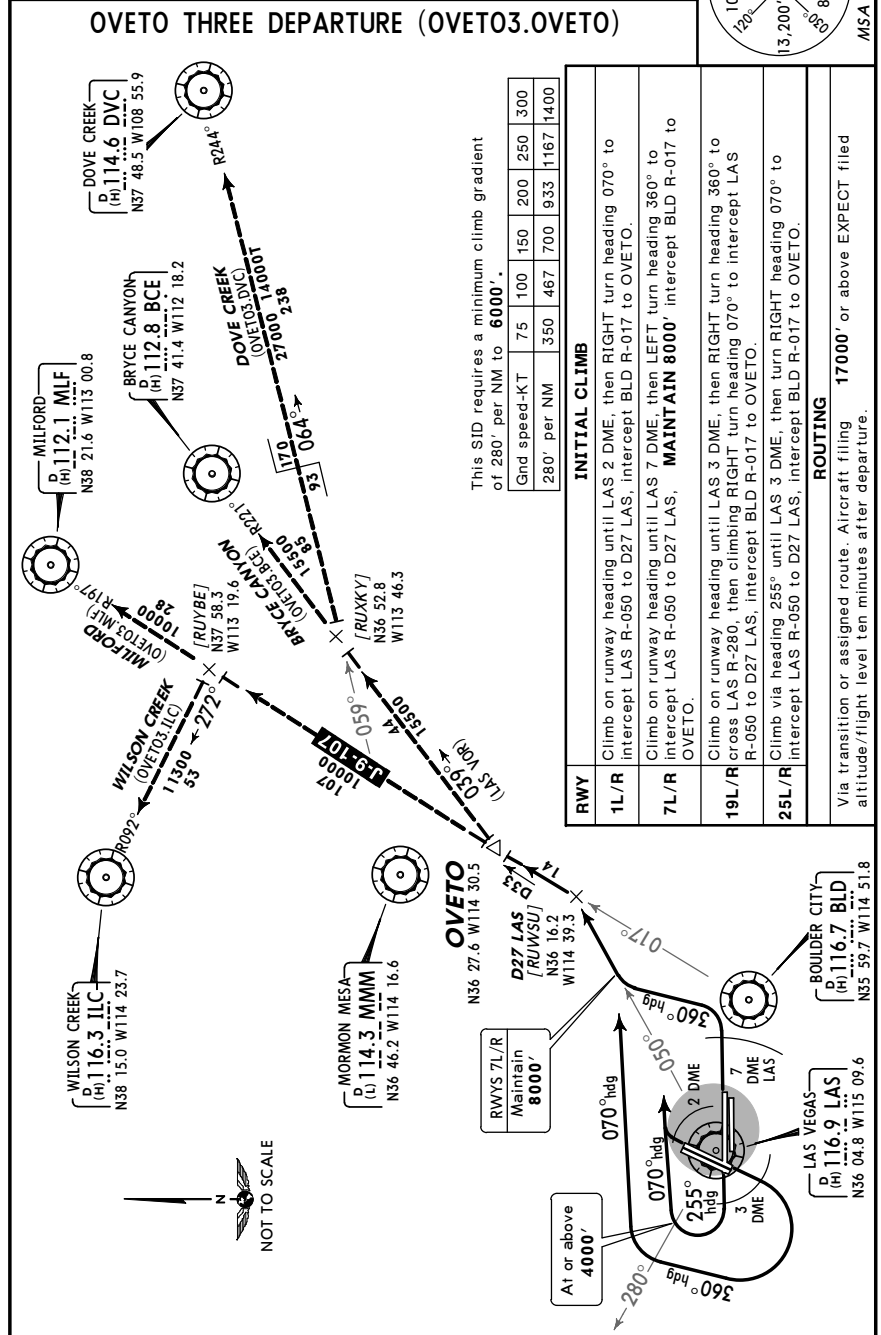 OVETO THREE DEPARTURE (OVETO3.OVETO)
120°
030°
13,200'
MSA
DOVE CREEK
D
(H) 114.6 DVC
N37 48.5 W108 55.9
R244°
DOVE CREEK
(OVETO3.DVC)
27000 14000T
238
BRYCE CANYON
D
(H) 112.8 BCE
N37 41.4 W112 18.2
R221°
BRYCE CANYON
(OVETO3.BCE)
15500
85
170
93
064°
MILFORD
D
(H) 112.1 MLF
N38 21.6 W113 00.8
R197°
MILFORD
(OVETO3.MLF)
10000
28
[RUYBE]
N37 58.3
W113 19.6
[RUXKY]
N36 52.8
W113 46.3
WILSON CREEK
(OVETO3.ILC)
272°
11300
53
R092°
WILSON CREEK
D
(H) 116.3 ILC
N38 15.0 W114 23.7
J-9-107
107
10000
059°
44
15500
039°
(LAS VOR)
MORMON MESA
D
(L) 114.3 MMM
N36 46.2 W114 16.6
OVETO
N36 27.6 W114 30.5
D33
14
D27 LAS
[RUWSU]
N36 16.2
W114 39.3
017°
BOULDER CITY
D
(H) 116.7 BLD
N35 59.7 W114 51.8
RWYS 7L/R
Maintain
8000'
360° hdg
050°
7
DME
LAS
2 DME
070° hdg
070° hdg
255°
hdg
3
DME
LAS VEGAS
D
(H) 116.9 LAS
N36 04.8 W115 09.6
At or above
4000'
280°
360° hdg
N
NOT TO SCALE
This SID requires a minimum climb gradient
of 280' per NM to 6000'.
Gnd speed-KT 75 100 150 200 250 300
280' per NM 350 467 700 933 1167 1400
RWY INITIAL CLIMB
1L/R Climb on runway heading until LAS 2 DME, then RIGHT turn heading 070° to
intercept LAS R-050 to D27 LAS, intercept BLD R-017 to OVETO.
7L/R Climb on runway heading until LAS 7 DME, then LEFT turn heading 360° to
intercept LAS R-050 to D27 LAS, MAINTAIN 8000' intercept BLD R-017 to
OVETO.
19L/R Climb on runway heading until LAS 3 DME, then RIGHT turn heading 360° to
cross LAS R-280, then climbing RIGHT turn heading 070° to intercept LAS
R-050 to D27 LAS, intercept BLD R-017 to OVETO.
25L/R Climb via heading 255° until LAS 3 DME, then turn RIGHT heading 070° to
intercept LAS R-050 to D27 LAS, intercept BLD R-017 to OVETO.
ROUTING
Via transition or assigned route. Aircraft filing 17000' or above EXPECT filed
altitude/flight level ten minutes after departure.